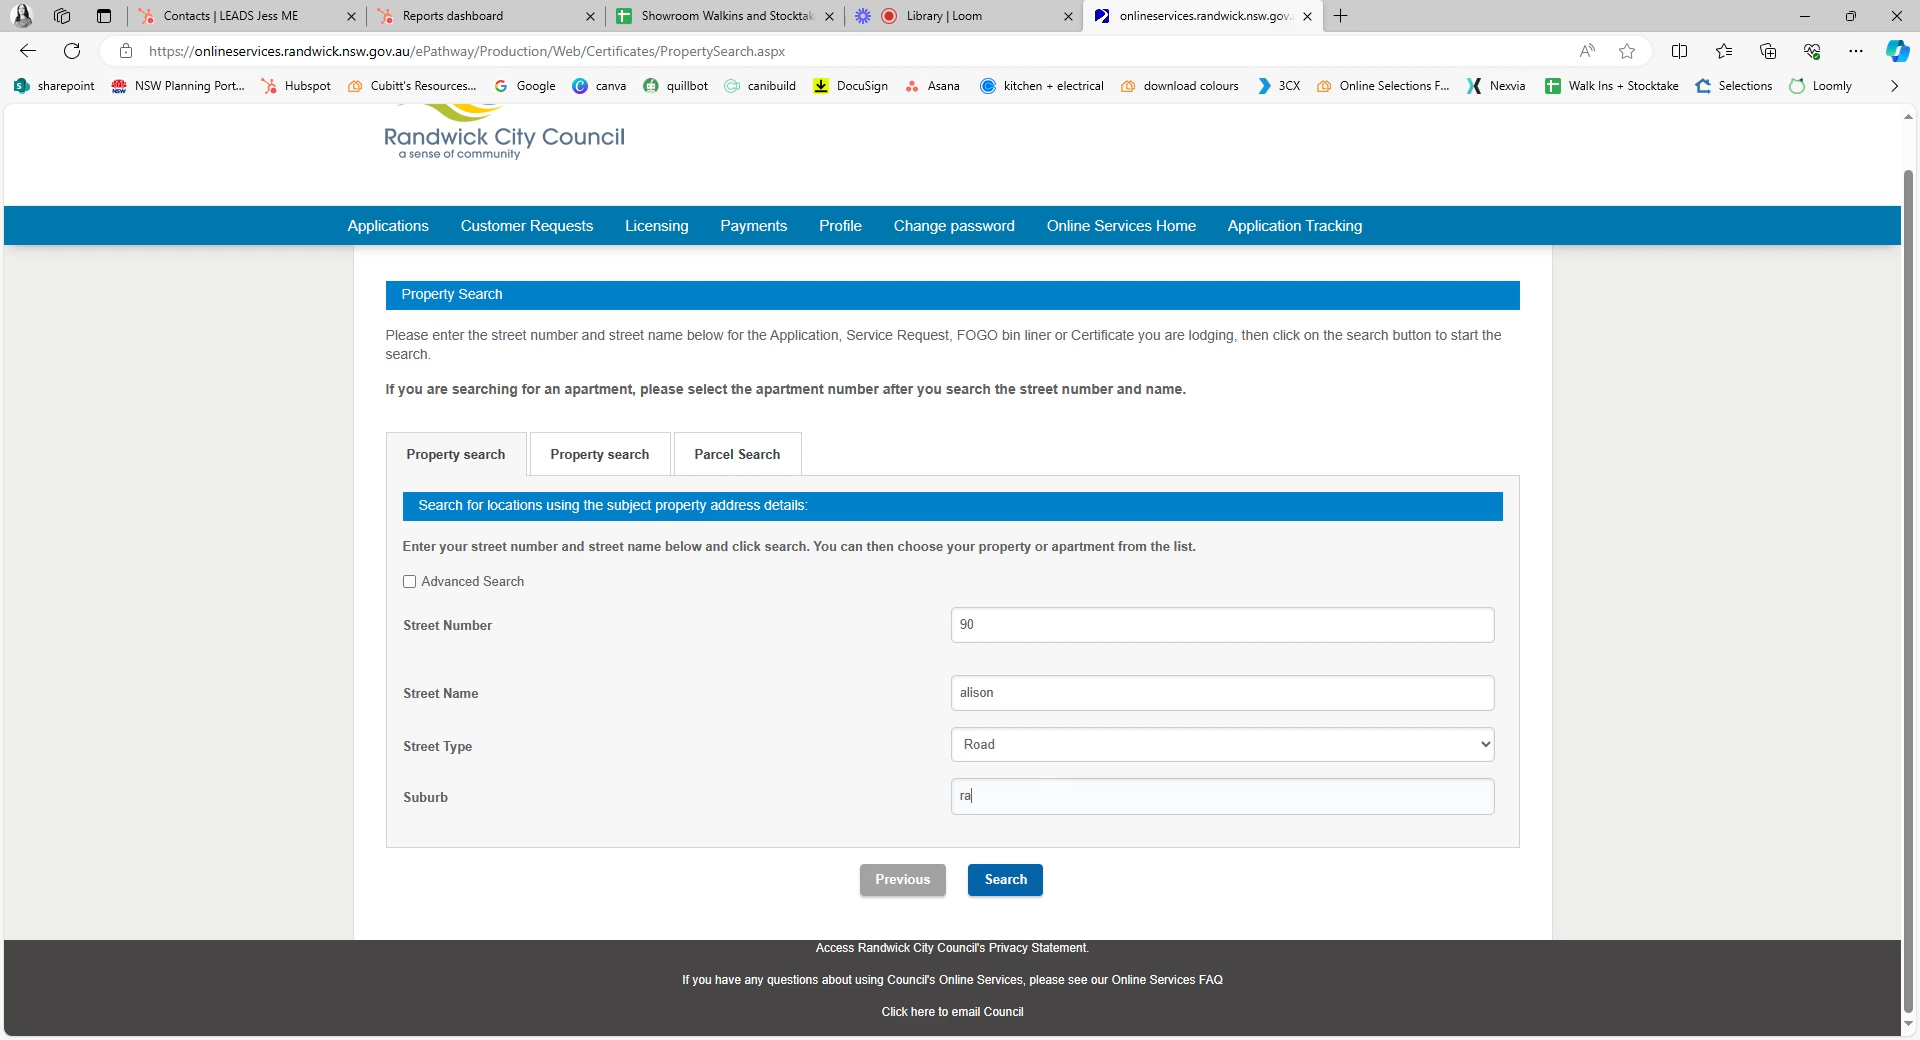 Contacts | LEADS Jess ME
Reports dashboard
Showroom Walkins and Stocktak
Library | Loom
onlineservices.randwick.nsw.gov.
https://onlineservices.randwick.nsw.gov.au/ePathway/Production/Web/Certificates/PropertySearch.aspx
sharepoint
NSW Planning Port...
Hubspot
Cubitt's Resources...
Google
canva
quillbot
canibuild
DocuSign
Asana
kitchen + electrical
download colours
3CX
Online Selections F...
Nexvia
Walk Ins + Stocktake
Selections
Loomly
Randwick City Council
a sense of community
Applications
Customer Requests
Licensing
Payments
Profile
Change password
Online Services Home
Application Tracking
Property Search
Please enter the street number and street name below for the Application, Service Request, FOGO bin liner or Certificate you are lodging, then click on the search button to start the
search.
If you are searching for an apartment, please select the apartment number after you search the street number and name.
Property search
Property search
Parcel Search
Search for locations using the subject property address details:
Enter your street number and street name below and click search. You can then choose your property or apartment from the list.
Advanced Search
Street Number
90
Street Name
alison
Street Type
Road
Suburb
ra
Previous
Search
Access Randwick City Council's Privacy Statement.
If you have any questions about using Council's Online Services, please see our Online Services FAQ
Click here to email Council